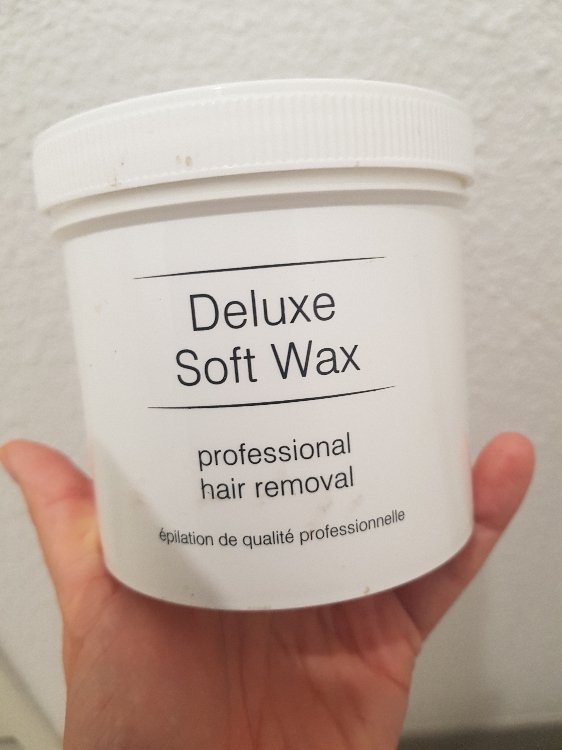 Deluxe
Soft Wax
professional
hair removal
épilation de qualité professionnelle